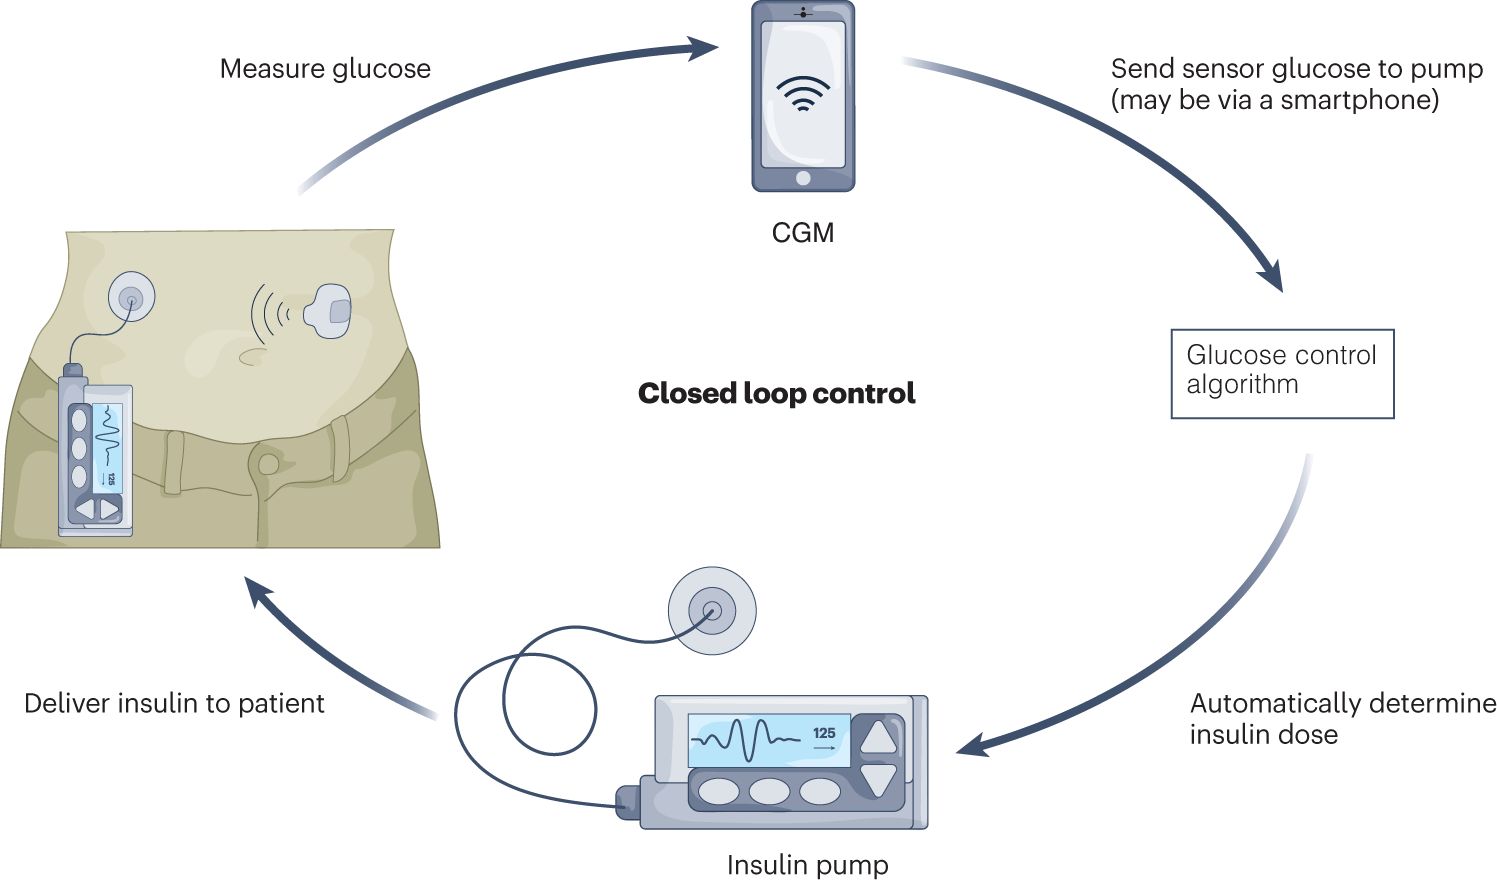 Measure glucose
Send sensor glucose to pump
(may be via a smartphone)
CGM
Glucose control
algorithm
Closed loop control
125
Automatically determine
insulin dose
Deliver insulin to patient
125
Insulin pump